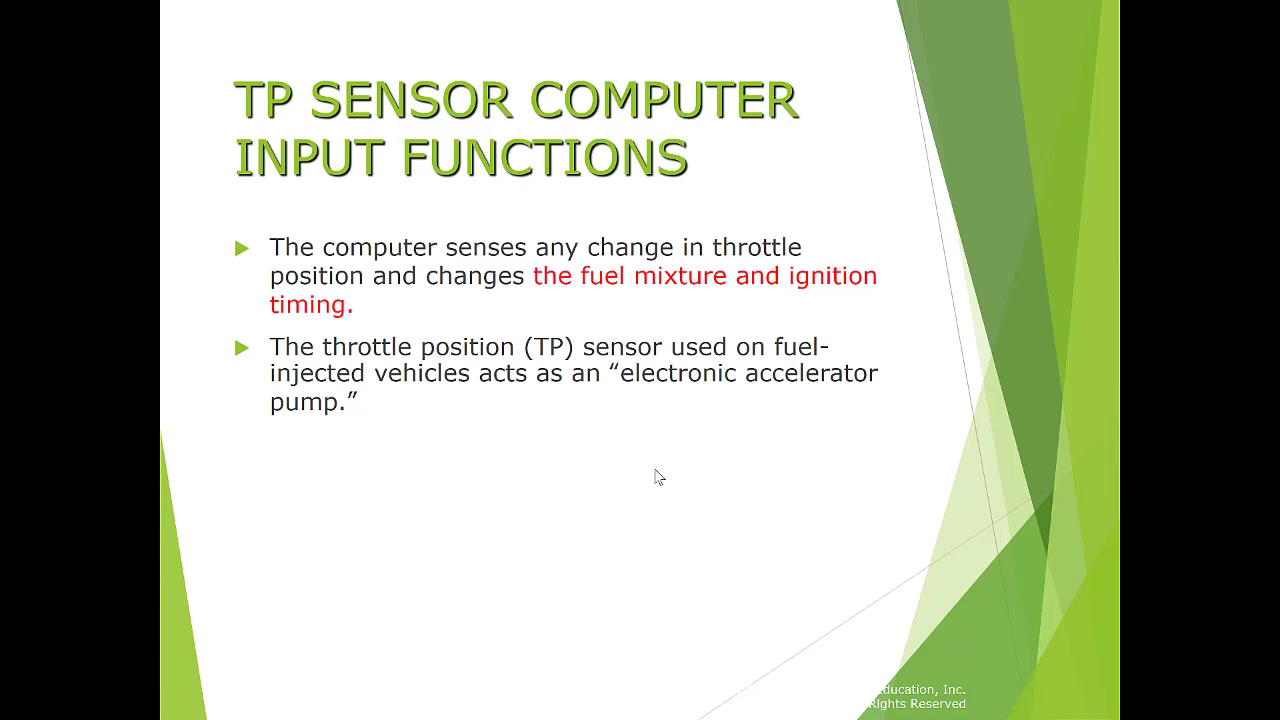 TP SENSOR COMPUTER
INPUT FUNCTIONS
The computer senses any change in throttle
position and changes the fuel mixture and ignition
timing.
The throttle position (TP) sensor used on fuel-
injected vehicles acts as an “electronic accelerator
pump.”
Education, Inc.
Rights Reserved